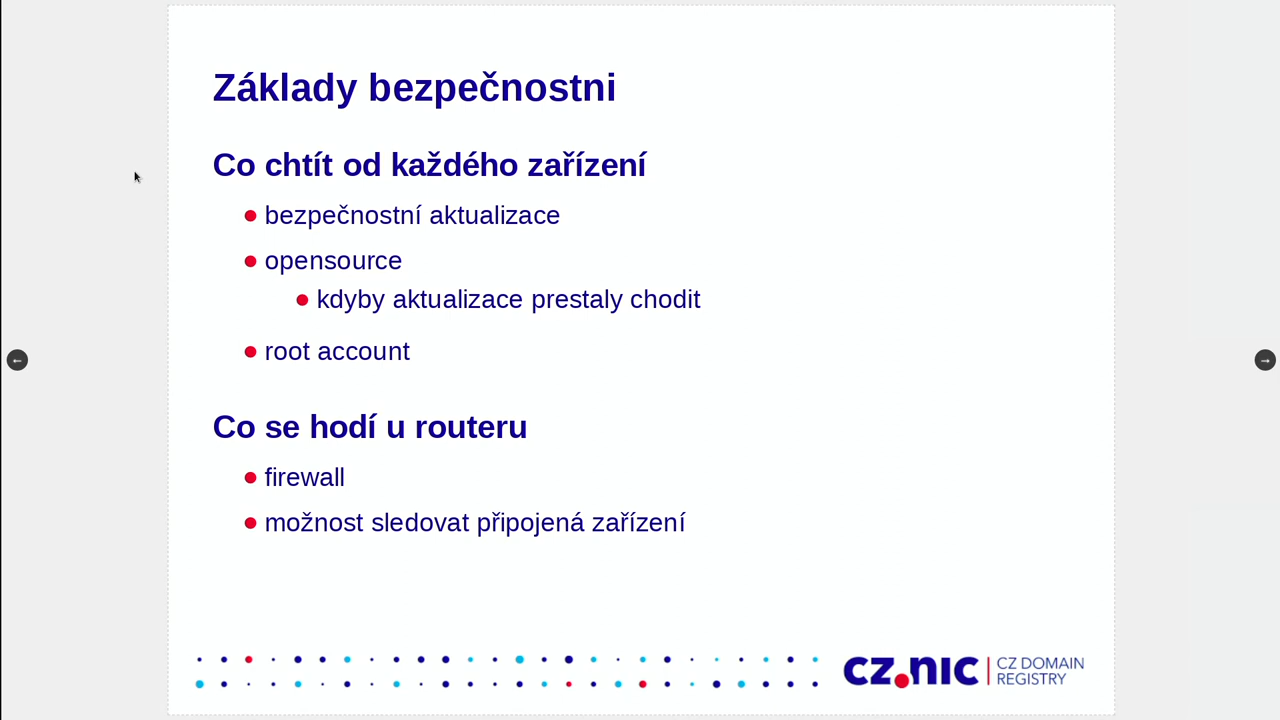 Základy bezpečnostni
Co chtít od každého zařízení
bezpečnostní aktualizace
opensource
kdyby aktualizace prestaly chodit
root account
Co se hodí u routeru
firewall
možnost sledovat připojená zařízení
CZ.NIC
CZ DOMAIN
REGISTRY